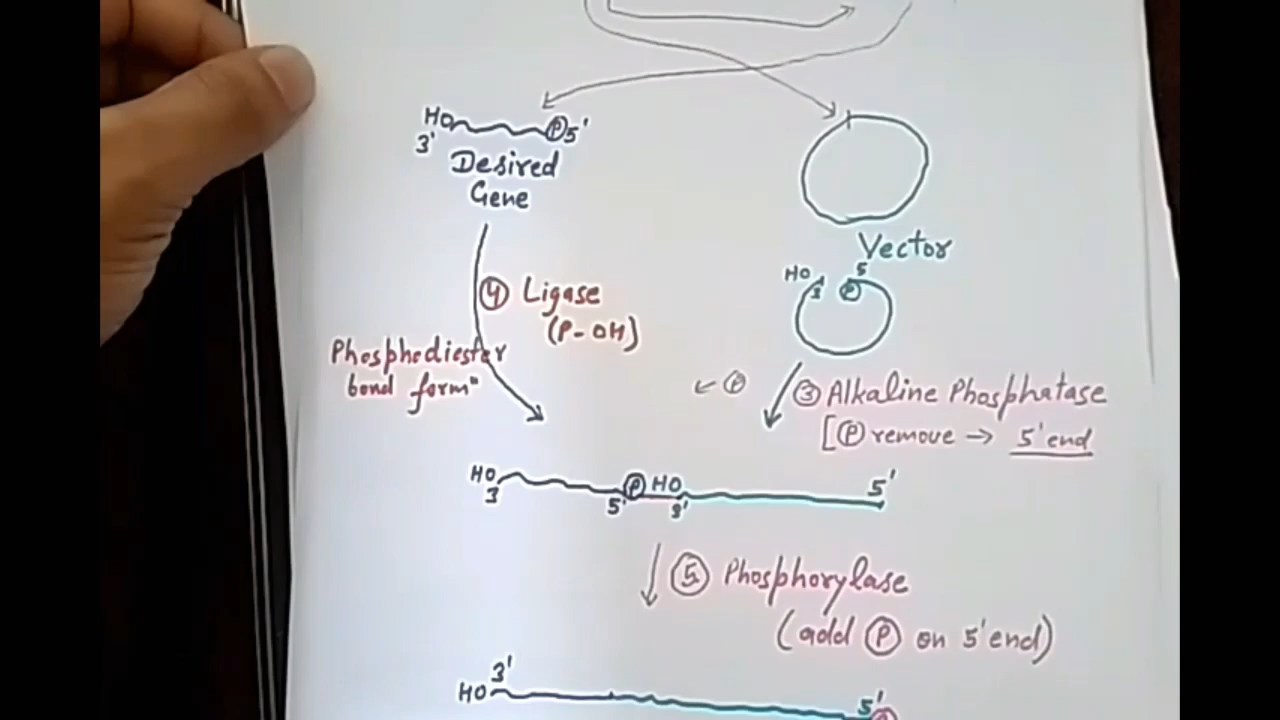 HO P 5'
3'
Desired
Gene
Vector
HO 5
3 P
4 Ligase
(P-OH)
Phosphodiester
bond form"
← P
3 Alkaline Phosphatase
[P remove → 5' end
HO P HO 5'
3 5' 3'
5 Phosphorylase
(add P on 5' end)
3'
HO 5'
P